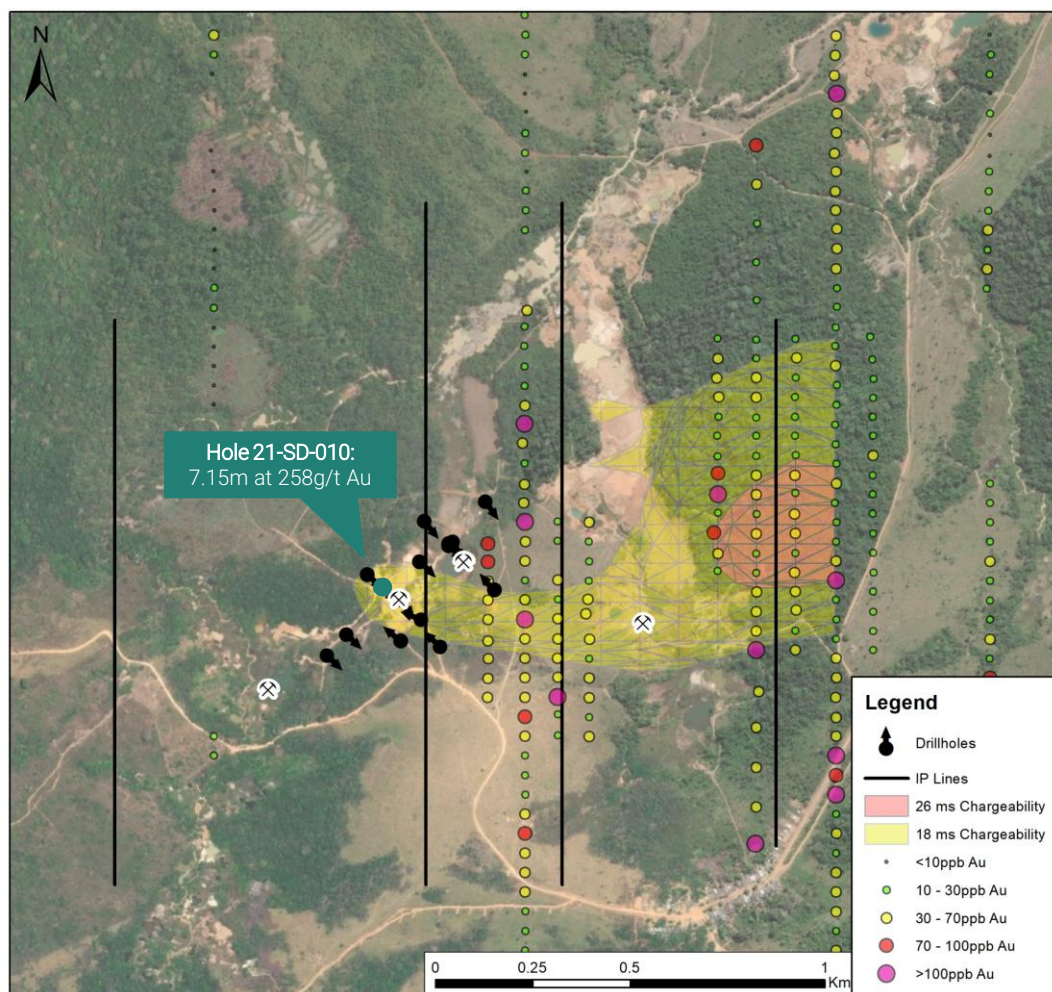 N
Hole 21-SD-010:
7.15m at 258g/t Au
Legend
Drillholes
IP Lines
26 ms Chargeability
18 ms Chargeability
<10ppb Au
10 - 30ppb Au
30 - 70ppb Au
70 - 100ppb Au
>100ppb Au
0 0.25 0.5 1
Km